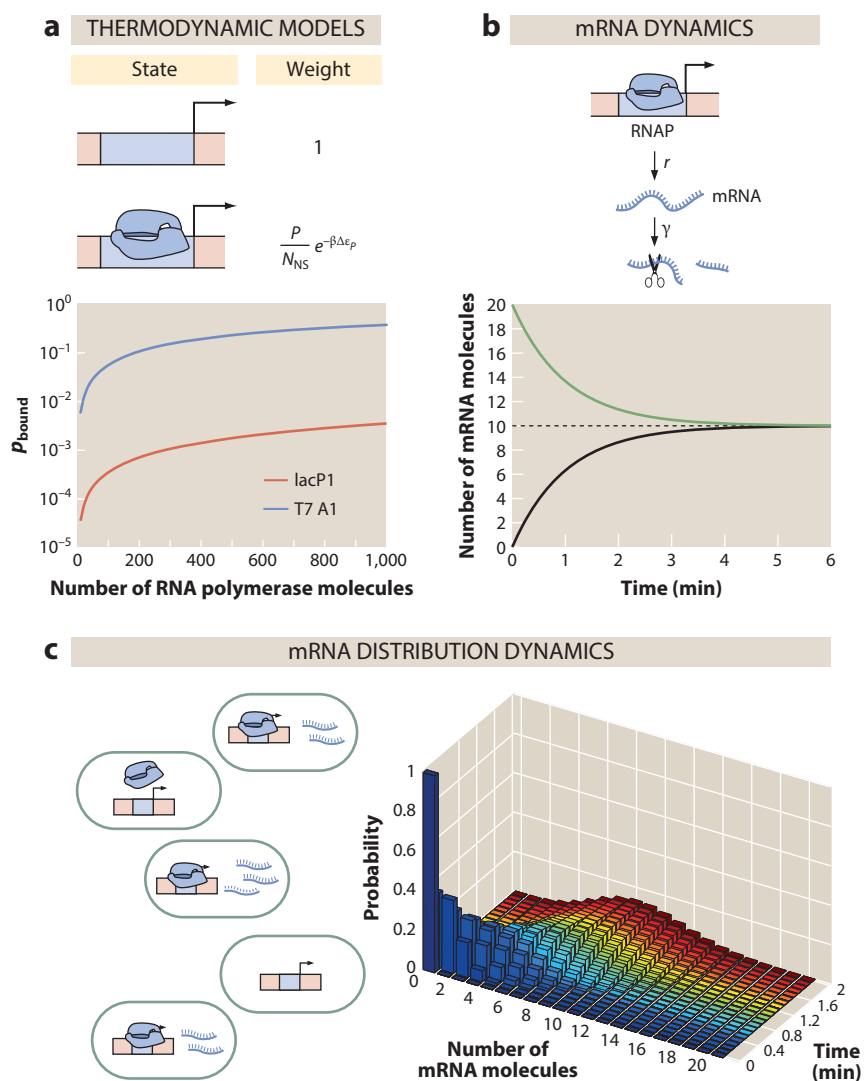 a THERMODYNAMIC MODELS
State Weight
1
P
N_NS e^−βΔε_P
10^0
10^−1
10^−2
10^−3
10^−4
10^−5
p_bound
lacP1
T7 A1
0 200 400 600 800 1,000
Number of RNA polymerase molecules
b mRNA DYNAMICS
RNAP
r
mRNA
γ
20
18
16
14
12
10
8
6
4
2
0
Number of mRNA molecules
0 1 2 3 4 5 6
Time (min)
c mRNA DISTRIBUTION DYNAMICS
1
0.8
0.6
0.4
0.2
0
Probability
0 2 4 6 8 10 12 14 16 18 20
Number of
mRNA molecules
0 0.4 0.8 1.2 1.6 2
Time
(min)